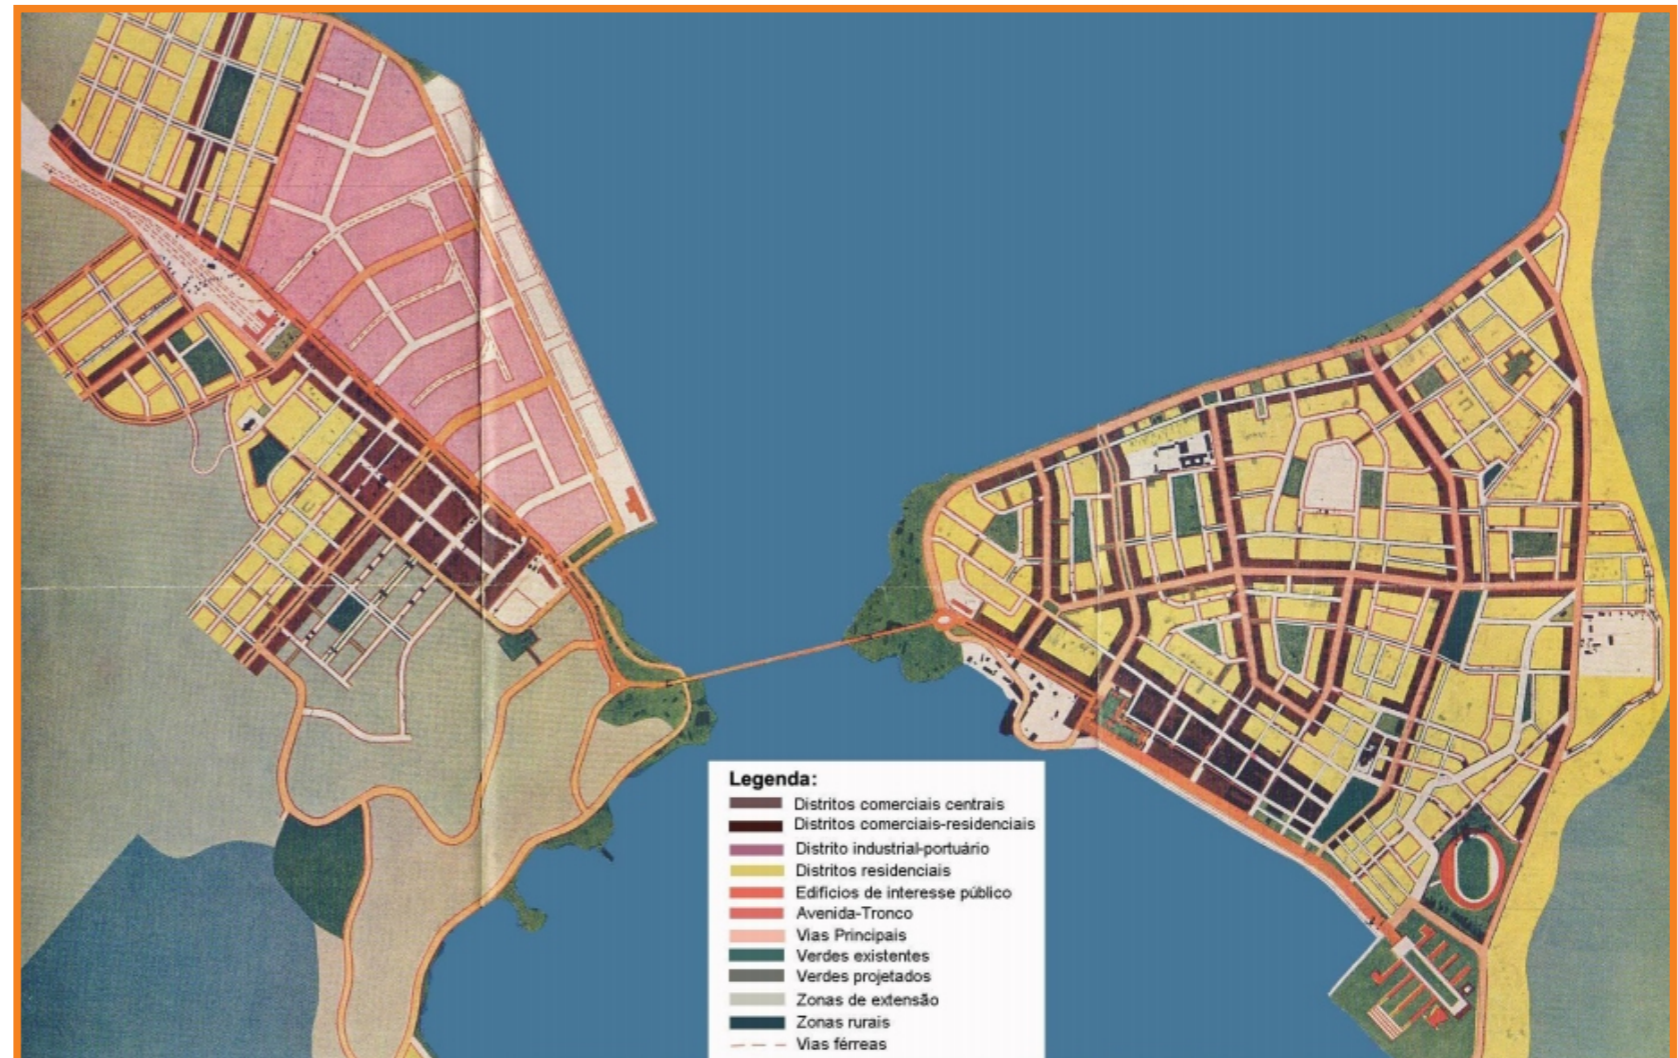 Legenda:
Distritos comerciais centrais
Distritos comerciais-residenciais
Distrito industrial-portuário
Distritos residenciais
Edifícios de interesse público
Avenida-Tronco
Vias Principais
Verdes existentes
Verdes projetados
Zonas de extensão
Zonas rurais
Vias férreas